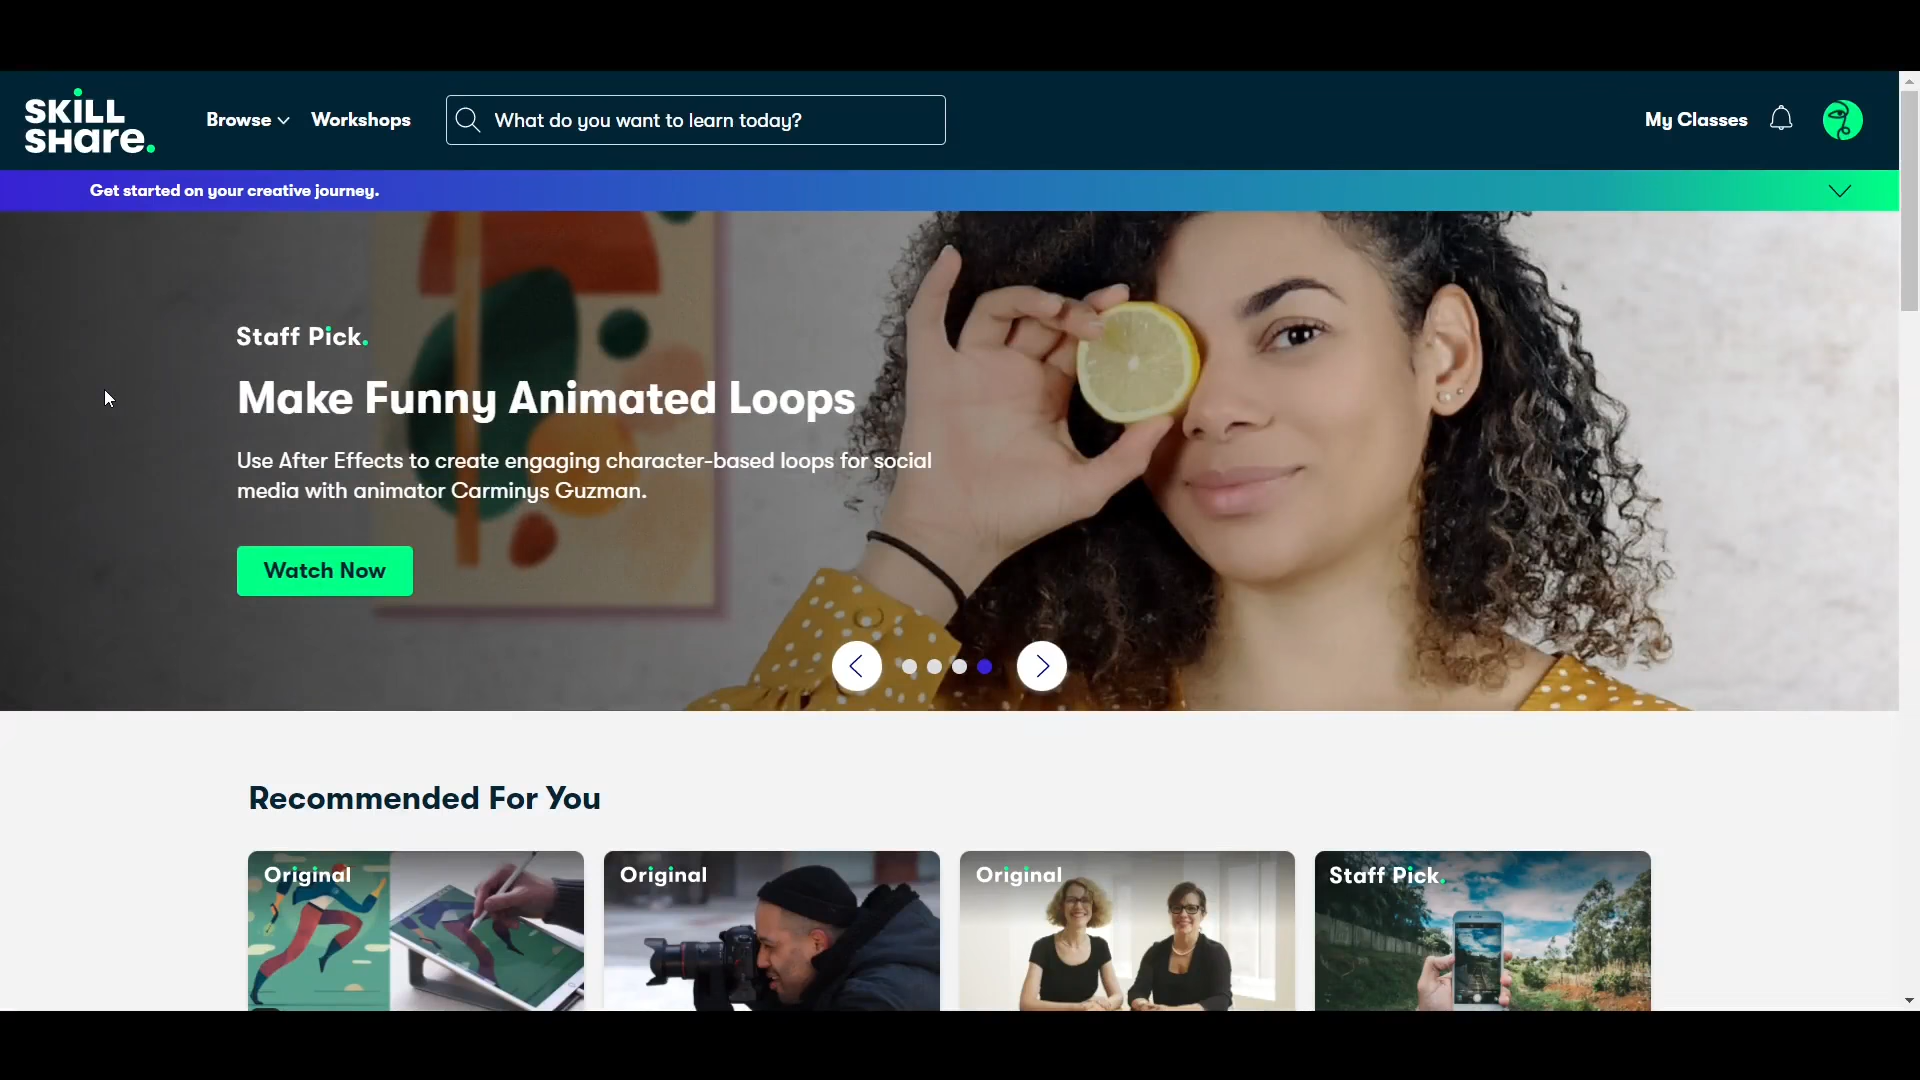 SKILL
SHare.
Browse
Workshops
What do you want to learn today?
My Classes
Get started on your creative journey.
Staff Pick.
Make Funny Animated Loops
Use After Effects to create engaging character-based loops for social
media with animator Carminys Guzman.
Watch Now
Recommended For You
Original
Original
Original
Staff Pick.